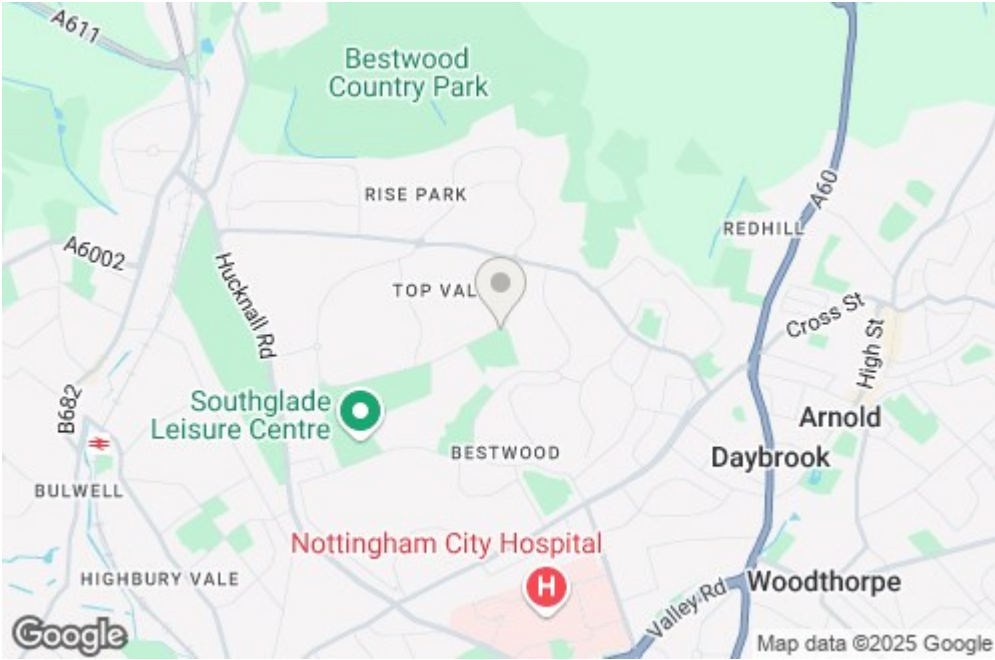 A611
Bestwood
Country Park
RISE PARK
A60
REDHILL
A6002
Hucknall Rd
TOP VAL
Cross St
High St
Southglade
Leisure Centre
B682
Arnold
Daybrook
BESTWOOD
BULWELL
Nottingham City Hospital
H
HIGHBURY VALE
Valley Rd
Woodthorpe
Google
Map data ©2025 Google